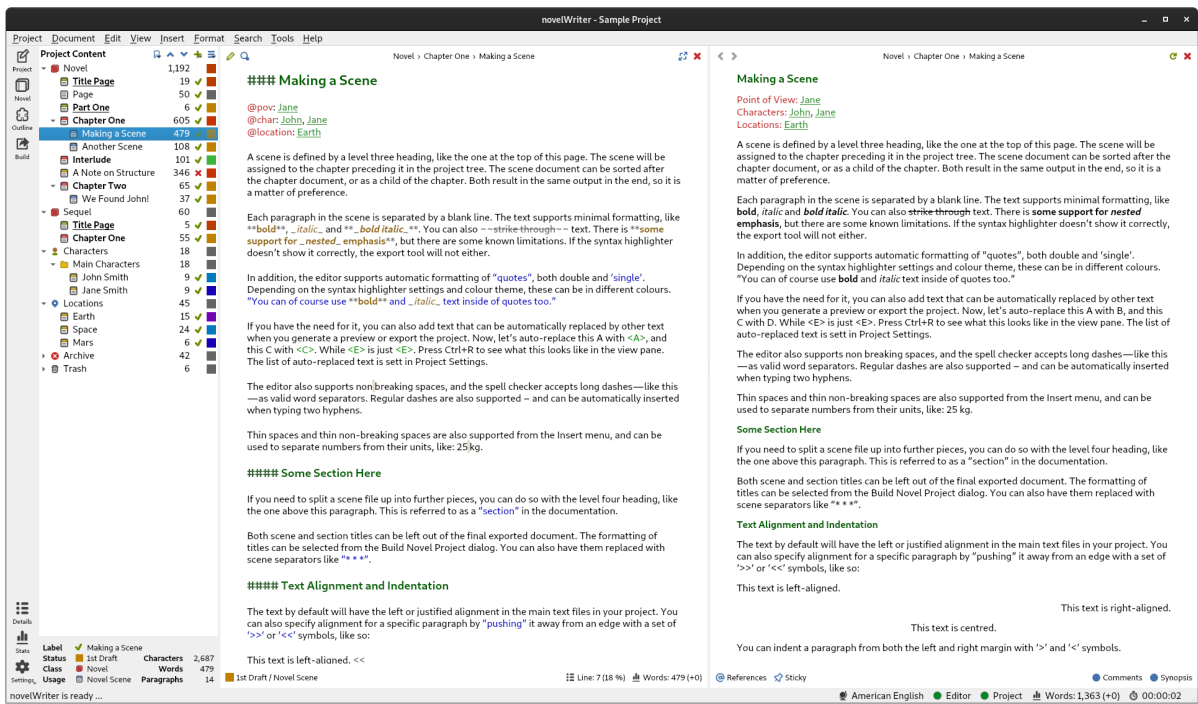 novelWriter - Sample Project
Project Document Edit View Insert Format Search Tools Help
Project
Novel
Outline
Build
Details
Stats
Settings
Project Content
Novel 1,192
Title Page 19
Page 50
Part One 6
Chapter One 605
Making a Scene 479
Another Scene 108
Interlude 101
A Note on Structure 346
Chapter Two 65
We Found John! 37
Sequel 60
Title Page 5
Chapter One 55
Characters 18
Main Characters 18
John Smith 9
Jane Smith 9
Locations 45
Earth 15
Space 24
Mars 6
Archive 42
Trash 6
Label Making a Scene
Status 1st Draft Characters 2,687
Class Novel Words 479
Usage Novel Scene Paragraphs 14
Novel › Chapter One › Making a Scene
### Making a Scene
@pov: Jane
@char: John, Jane
@location: Earth
A scene is defined by a level three heading, like the one at the top of this page. The scene will be
assigned to the chapter preceding it in the project tree. The scene document can be sorted after
the chapter document, or as a child of the chapter. Both result in the same output in the end, so it is
a matter of preference.
Each paragraph in the scene is separated by a blank line. The text supports minimal formatting, like
**bold**, _italic_ and **_bold italic_**. You can also ~~strike through~~ text. There is **some
support for _nested_ emphasis**, but there are some known limitations. If the syntax highlighter
doesn’t show it correctly, the export tool will not either.
In addition, the editor supports automatic formatting of “quotes”, both double and ‘single’.
Depending on the syntax highlighter settings and colour theme, these can be in different colours.
“You can of course use **bold** and _italic_ text inside of quotes too.”
If you have the need for it, you can also add text that can be automatically replaced by other text
when you generate a preview or export the project. Now, let’s auto-replace this A with <A>, and
this C with <C>. While <E> is just <E>. Press Ctrl+R to see what this looks like in the view pane.
The list of auto-replaced text is sett in Project Settings.
The editor also supports non breaking spaces, and the spell checker accepts long dashes—like this
—as valid word separators. Regular dashes are also supported – and can be automatically inserted
when typing two hyphens.
Thin spaces and thin non-breaking spaces are also supported from the Insert menu, and can be
used to separate numbers from their units, like: 25 kg.
#### Some Section Here
If you need to split a scene file up into further pieces, you can do so with the level four heading, like
the one above this paragraph. This is referred to as a “section” in the documentation.
Both scene and section titles can be left out of the final exported document. The formatting of
titles can be selected from the Build Novel Project dialog. You can also have them replaced with
scene separators like “* * *”.
#### Text Alignment and Indentation
The text by default will have the left or justified alignment in the main text files in your project. You
can also specify alignment for a specific paragraph by “pushing” it away from an edge with a set of
‘>>’ or ‘<<’ symbols, like so:
This text is left-aligned. <<
1st Draft / Novel Scene Line: 7 (18 %) Words: 479 (+0)
Novel › Chapter One › Making a Scene
Making a Scene
Point of View: Jane
Characters: John, Jane
Locations: Earth
A scene is defined by a level three heading, like the one at the top of this page. The scene will be
assigned to the chapter preceding it in the project tree. The scene document can be sorted after the
chapter document, or as a child of the chapter. Both result in the same output in the end, so it is a
matter of preference.
Each paragraph in the scene is separated by a blank line. The text supports minimal formatting, like
bold, italic and bold italic. You can also strike through text. There is some support for nested
emphasis, but there are some known limitations. If the syntax highlighter doesn’t show it correctly,
the export tool will not either.
In addition, the editor supports automatic formatting of “quotes”, both double and ‘single’.
Depending on the syntax highlighter settings and colour theme, these can be in different colours.
“You can of course use bold and italic text inside of quotes too.”
If you have the need for it, you can also add text that can be automatically replaced by other text
when you generate a preview or export the project. Now, let’s auto-replace this A with B, and this
C with D. While <E> is just <E>. Press Ctrl+R to see what this looks like in the view pane. The list of
auto-replaced text is sett in Project Settings.
The editor also supports non breaking spaces, and the spell checker accepts long dashes—like this
—as valid word separators. Regular dashes are also supported – and can be automatically inserted
when typing two hyphens.
Thin spaces and thin non-breaking spaces are also supported from the Insert menu, and can be
used to separate numbers from their units, like: 25 kg.
Some Section Here
If you need to split a scene file up into further pieces, you can do so with the level four heading, like
the one above this paragraph. This is referred to as a “section” in the documentation.
Both scene and section titles can be left out of the final exported document. The formatting of
titles can be selected from the Build Novel Project dialog. You can also have them replaced with
scene separators like “* * *”.
Text Alignment and Indentation
The text by default will have the left or justified alignment in the main text files in your project. You
can also specify alignment for a specific paragraph by “pushing” it away from an edge with a set of
‘>>’ or ‘<<’ symbols, like so:
This text is left-aligned.
This text is right-aligned.
This text is centred.
You can indent a paragraph from both the left and right margin with ‘>’ and ‘<’ symbols.
References Sticky Comments Synopsis
novelWriter is ready ... American English Editor Project Words: 1,363 (+0) 00:00:02